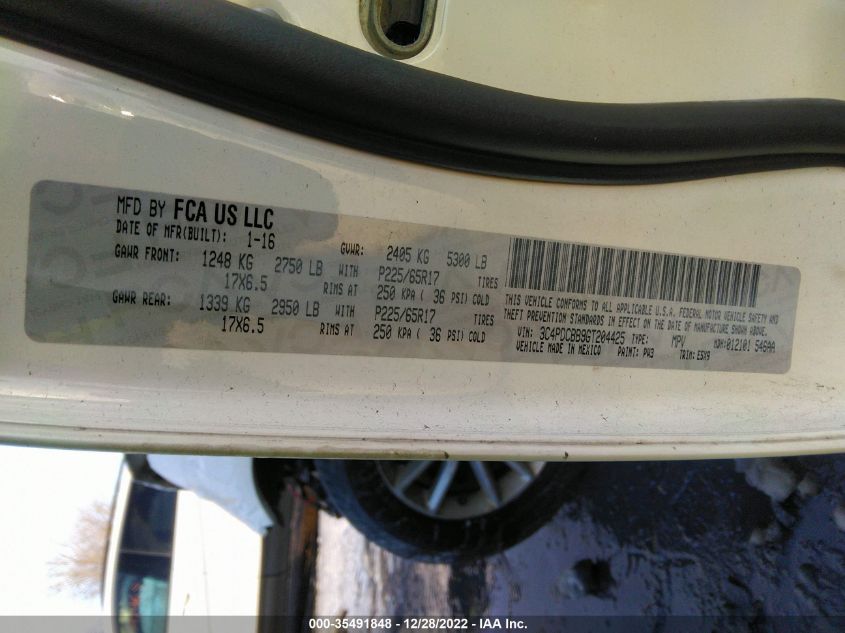 MFD BY FCA US LLC
DATE OF MFR(BUILT): 1-16 GVWR: 2405 KG 5300 LB
GAWR FRONT: 1248 KG 2750 LB WITH P225/65R17 TIRES
17X6.5 RIMS AT 250 KPA ( 36 PSI) COLD
GAWR REAR: 1339 KG 2950 LB WITH P225/65R17 TIRES
17X6.5 RIMS AT 250 KPA ( 36 PSI) COLD
THIS VEHICLE CONFORMS TO ALL APPLICABLE U.S.A. FEDERAL MOTOR VEHICLE SAFETY AND
THEFT PREVENTION STANDARDS IN EFFECT ON THE DATE OF MANUFACTURE SHOWN ABOVE.
VIN: 3C4PDCBB9GT204425 TYPE: MPV MDH:012101 546AA
VEHICLE MADE IN MEXICO PAINT: PW3 TRIM: E5X9
000-35491848 / 12/28/2022 - IAA Inc.